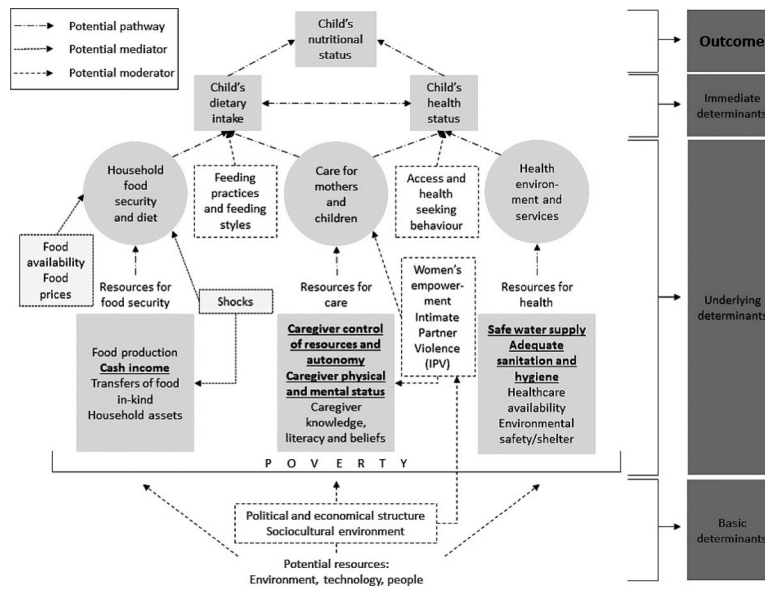 Potential pathway
Potential mediator
Potential moderator
Child's
nutritional status
Outcome
Child's
dietary
intake
Child's
health
status
Immediate
determinants
Household
food
security
and diet
Feeding
practices
and feeding
styles
Care for
mothers
and
children
Access and
health
seeking
behaviour
Health
environ-
ment and
services
Food
availability
Food
prices
Resources for
food security
Shocks
Resources for
care
Women's
empower-
ment
Intimate
Partner
Violence
(IPV)
Resources for
health
Underlying
determinants
Food production
Cash income
Transfers of food
in-kind
Household assets
Caregiver control
of resources and
autonomy
Caregiver physical
and mental status
Caregiver
knowledge,
literacy and beliefs
Safe water supply
Adequate
sanitation and
hygiene
Healthcare
availability
Environmental
safety/shelter
P O V E R T Y
Political and economical structure
Sociocultural environment
Basic
determinants
Potential resources:
Environment, technology, people